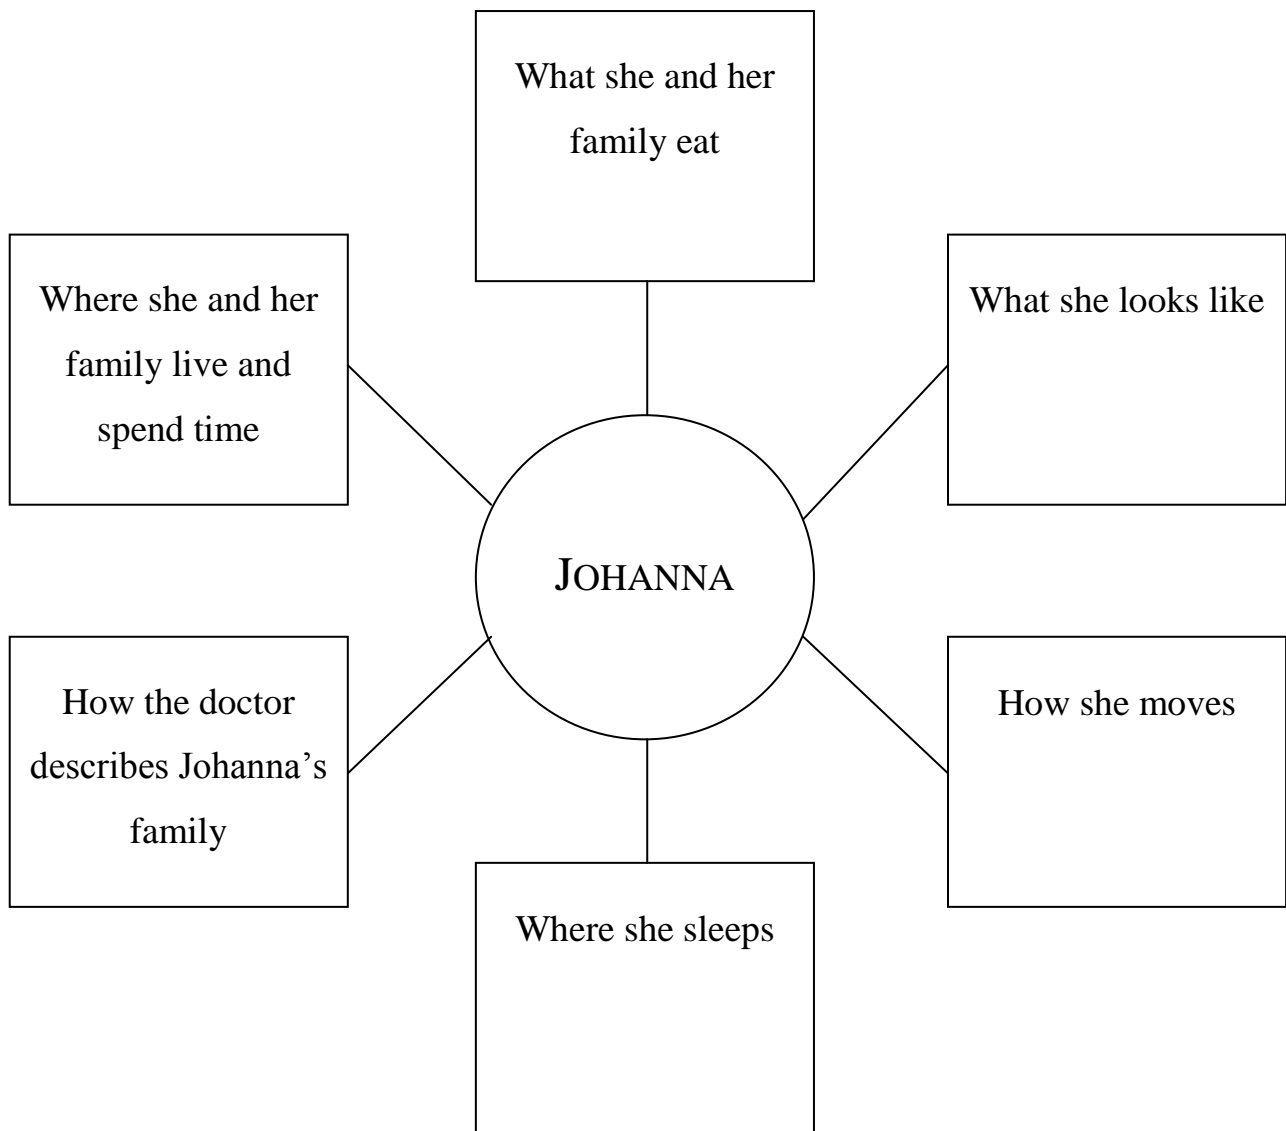 What she and her
family eat
Where she and her
family live and
spend time
What she looks like
JOHANNA
How the doctor
describes Johanna’s
family
How she moves
Where she sleeps